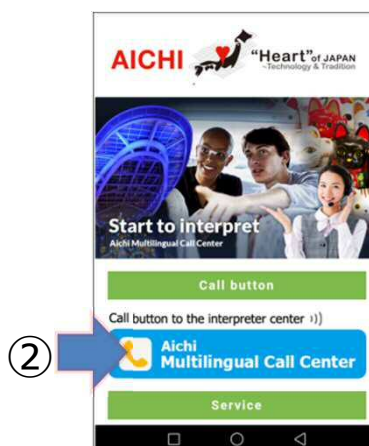 AICHI
"Heart" of JAPAN
~Technology & Tradition
Start to interpret
Aichi Multilingual Call Center
Call button
Call button to the interpreter center
②
Aichi
Multilingual Call Center
Service